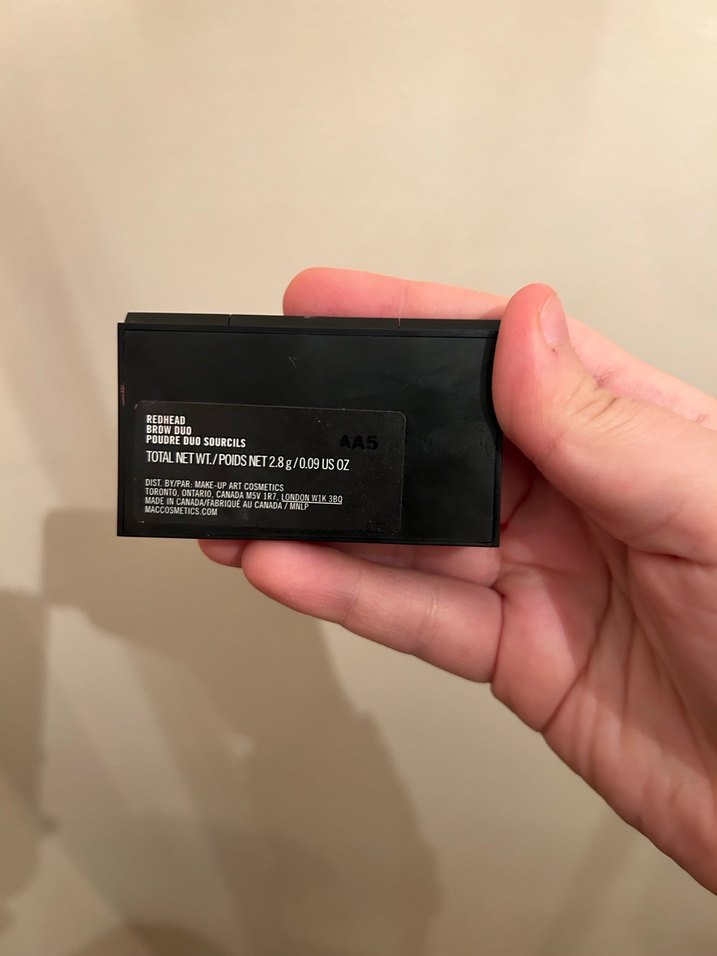 REDHEAD
BROW DUO
POUDRE DUO SOURCILS
AA5
TOTAL NET WT./POIDS NET 2.8 g/0.09 US OZ
DIST. BY/PAR: MAKE-UP ART COSMETICS
TORONTO, ONTARIO, CANADA M5V 1R7, LONDON W1K 3BQ
MADE IN CANADA/FABRIQUÉ AU CANADA / MNLP
MACCOSMETICS.COM